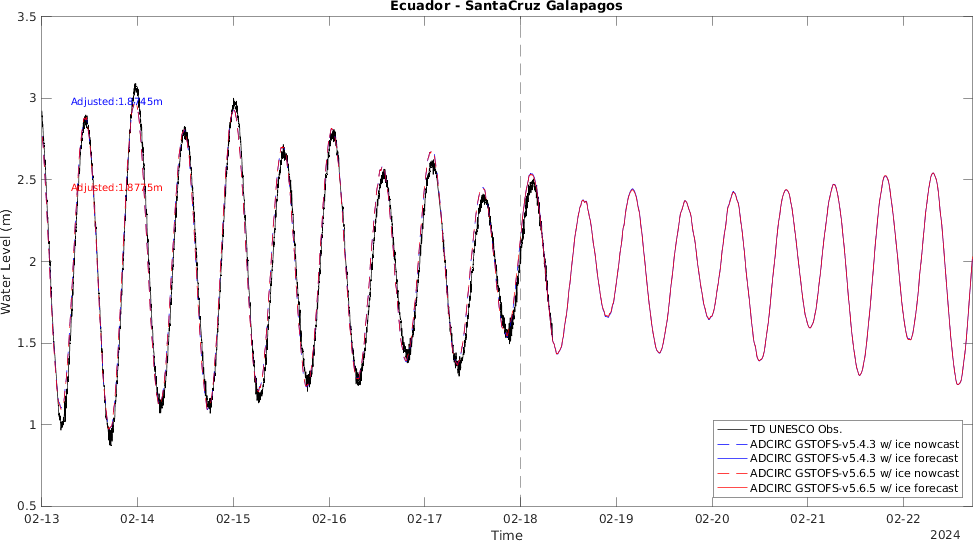 Ecuador - SantaCruz Galapagos
3.5
3
2.5
2
1.5
1
0.5
Water Level (m)
Adjusted:1.8745m
Adjusted:1.8775m
TD UNESCO Obs.
ADCIRC GSTOFS-v5.4.3 w/ ice nowcast
ADCIRC GSTOFS-v5.4.3 w/ ice forecast
ADCIRC GSTOFS-v5.6.5 w/ ice nowcast
ADCIRC GSTOFS-v5.6.5 w/ ice forecast
02-13 02-14 02-15 02-16 02-17 02-18 02-19 02-20 02-21 02-22
Time
2024